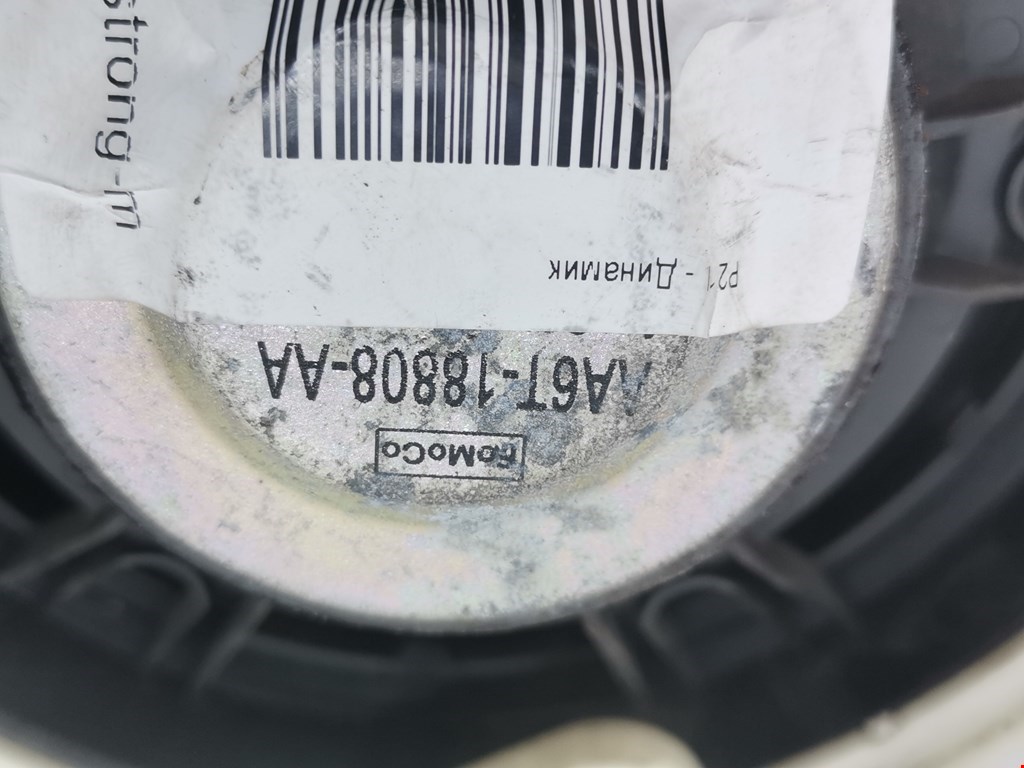 strong-m
P21 - Динамик
AA6T-18808-AA
FoMoCo